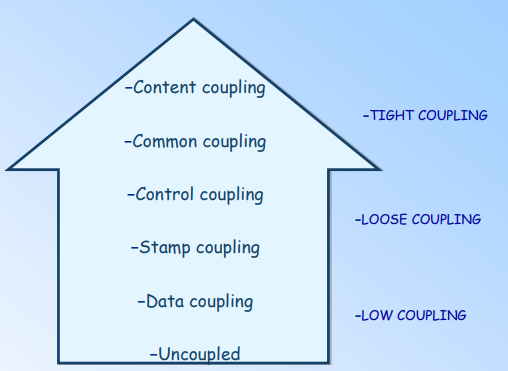 –Content coupling
–TIGHT COUPLING
–Common coupling
–Control coupling
–LOOSE COUPLING
–Stamp coupling
–Data coupling
–LOW COUPLING
–Uncoupled